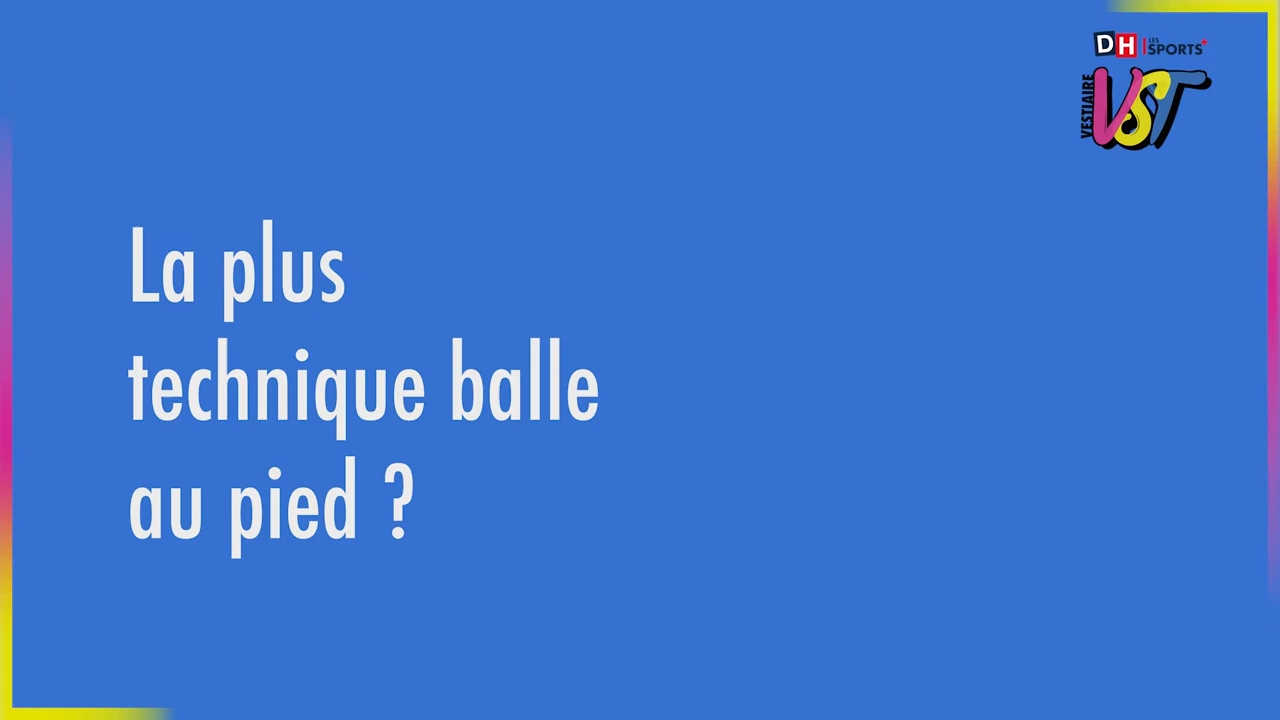 DH LES SPORTS+
VESTIAIRE VST
La plus
technique balle
au pied ?